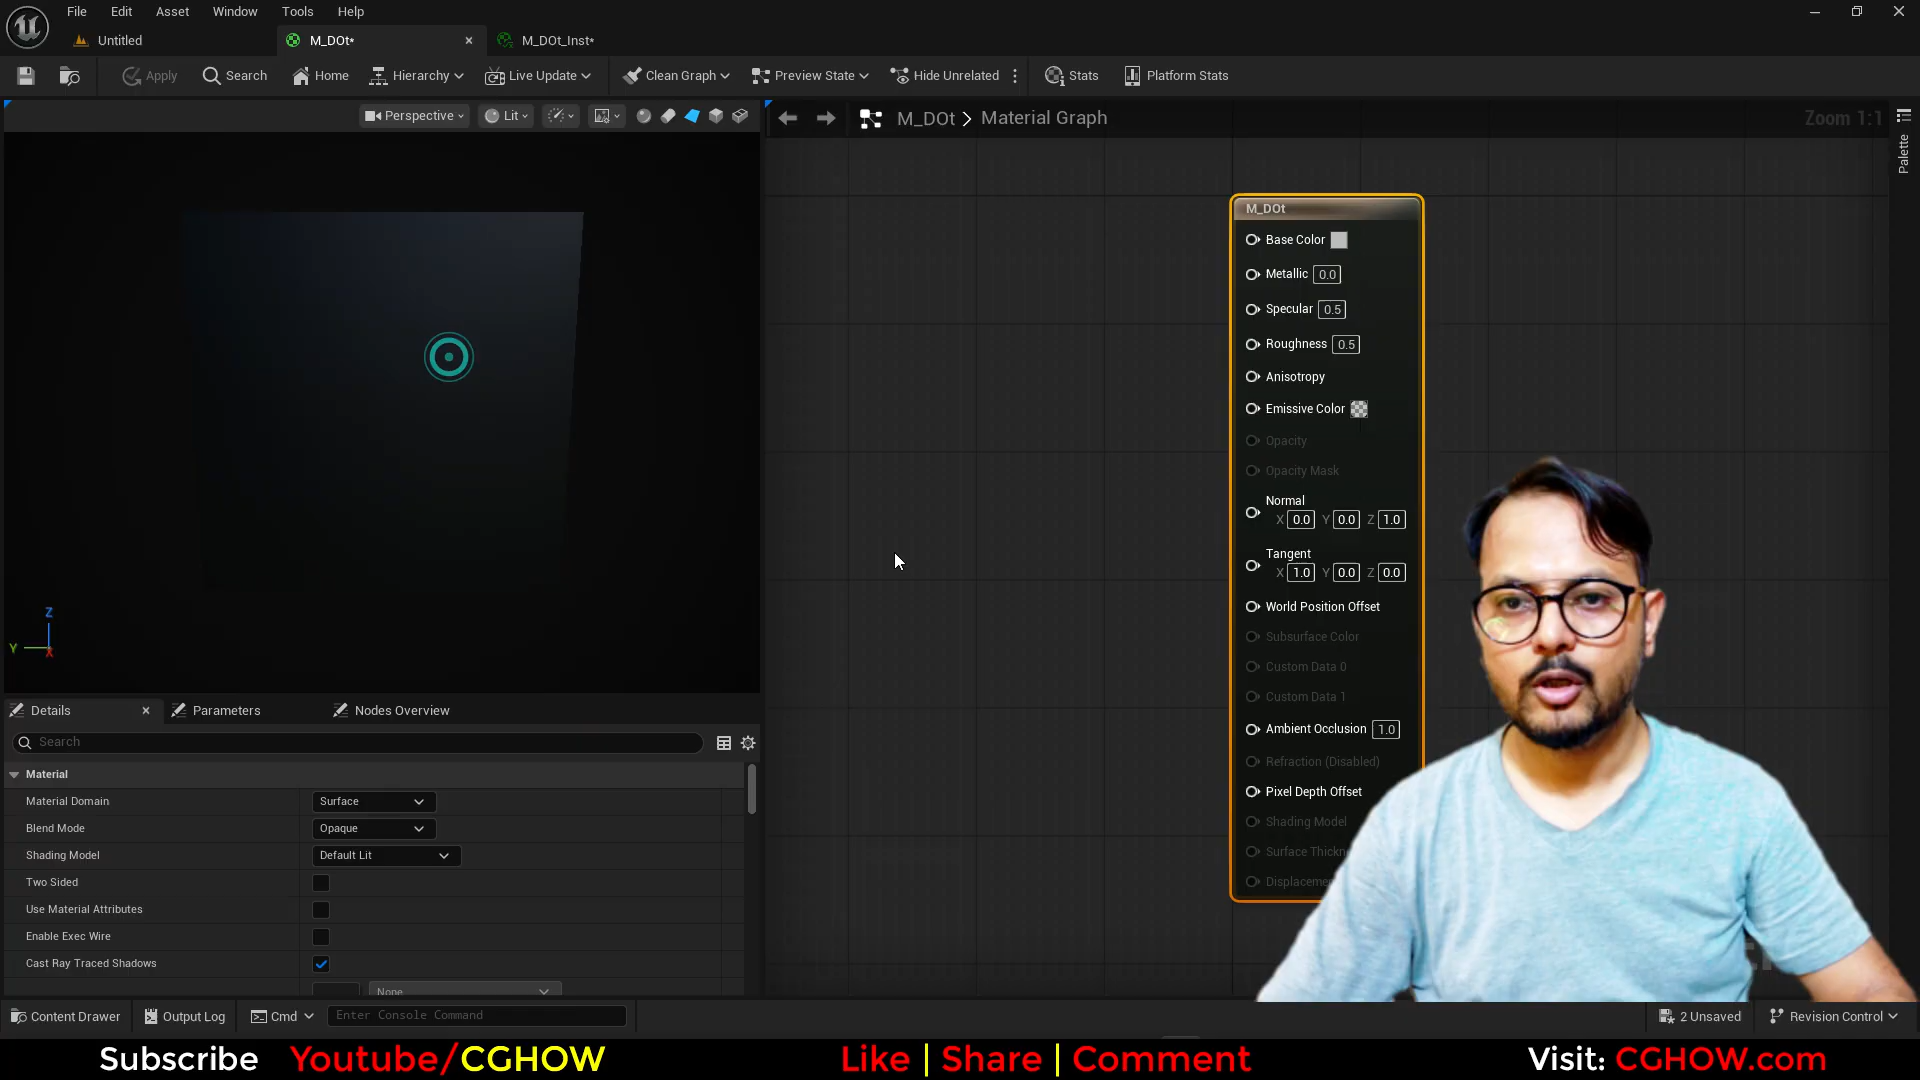 File Edit Asset Window Tools Help
Untitled M_DOt* M_DOt_Inst*
Apply Search Home Hierarchy Live Update Clean Graph Preview State Hide Unrelated Stats Platform Stats
Perspective Lit
M_DOt > Material Graph Zoom 1:1
Palette
M_DOt
Base Color
Metallic 0.0
Specular 0.5
Roughness 0.5
Anisotropy
Emissive Color
Opacity
Opacity Mask
Normal
X 0.0 Y 0.0 Z 1.0
Tangent
X 1.0 Y 0.0 Z 0.0
World Position Offset
Subsurface Color
Custom Data 0
Custom Data 1
Ambient Occlusion 1.0
Refraction (Disabled)
Pixel Depth Offset
Shading Model
Surface
Z
Y X
Details Parameters Nodes Overview
Search
Material
Material Domain Surface
Blend Mode Opaque
Shading Model Default Lit
Two Sided
Use Material Attributes
Enable Exec Wire
Cast Ray Traced Shadows
None
Content Drawer Output Log Cmd Enter Console Command 2 Unsaved Revision Control
Subscribe Youtube/CGHOW Like | Share | Comment Visit: CGHOW.com